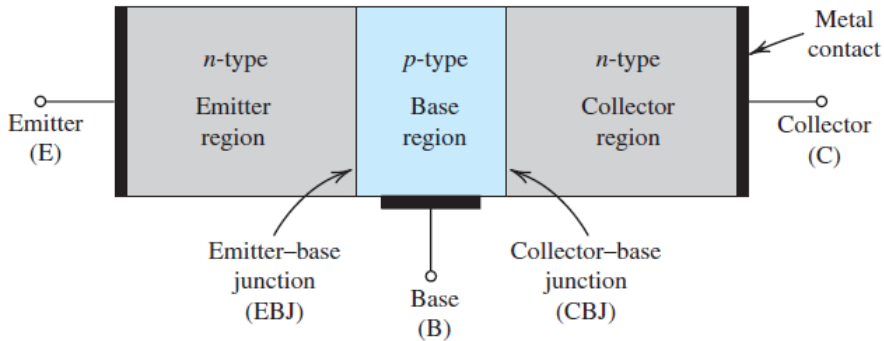 Metal
contact
n-type
p-type
n-type
Emitter
region
Base
region
Collector
region
Emitter
(E)
Collector
(C)
Emitter–base
junction
(EBJ)
Base
(B)
Collector–base
junction
(CBJ)